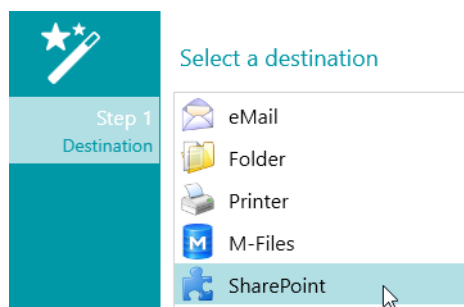 Step 1
Destination
Select a destination
eMail
Folder
Printer
M
M-Files
SharePoint